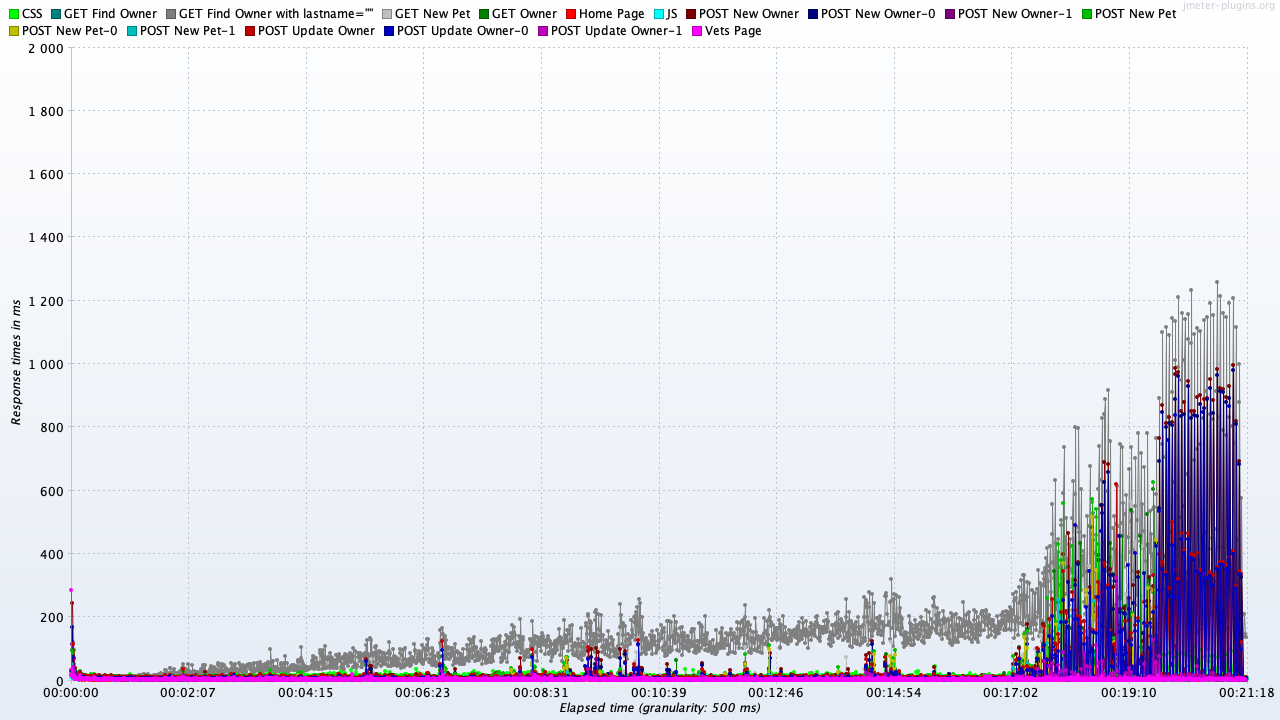 jmeter-plugins.org
CSS GET Find Owner GET Find Owner with lastname="" GET New Pet GET Owner Home Page JS POST New Owner POST New Owner-0 POST New Owner-1 POST New Pet
POST New Pet-0 POST New Pet-1 POST Update Owner POST Update Owner-0 POST Update Owner-1 Vets Page
2 000
1 800
1 600
1 400
1 200
1 000
800
600
400
200
0
Response times in ms
00:00:00 00:02:07 00:04:15 00:06:23 00:08:31 00:10:39 00:12:46 00:14:54 00:17:02 00:19:10 00:21:18
Elapsed time (granularity: 500 ms)